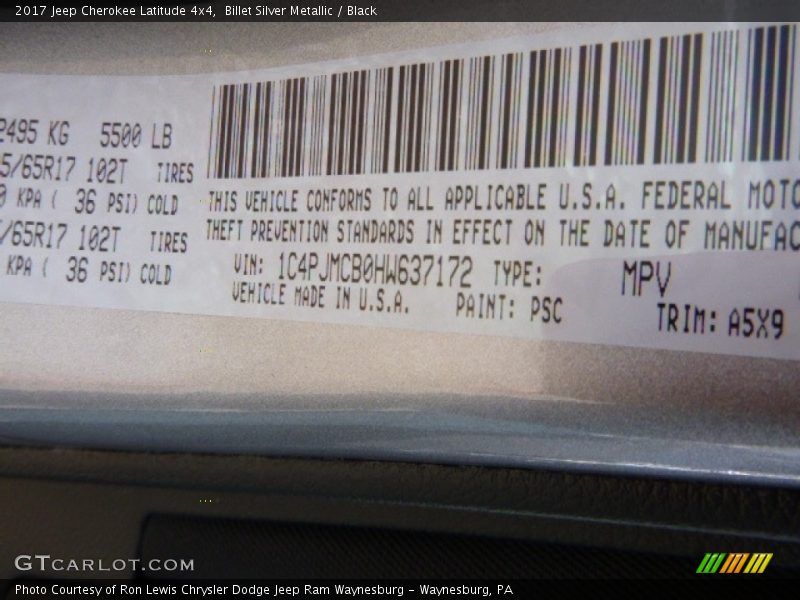 2017 Jeep Cherokee Latitude 4x4,  Billet Silver Metallic / Black
2495 KG 5500 LB
5/65R17 102T TIRES
0 KPA ( 36 PSI) COLD
/65R17 102T TIRES
KPA ( 36 PSI) COLD
THIS VEHICLE CONFORMS TO ALL APPLICABLE U.S.A. FEDERAL MOTO
THEFT PREVENTION STANDARDS IN EFFECT ON THE DATE OF MANUFAC
VIN: 1C4PJMCB0HW637172 TYPE: MPV
VEHICLE MADE IN U.S.A. PAINT: PSC TRIM: A5X9
GTCARLOT.COM
Photo Courtesy of Ron Lewis Chrysler Dodge Jeep Ram Waynesburg – Waynesburg, PA